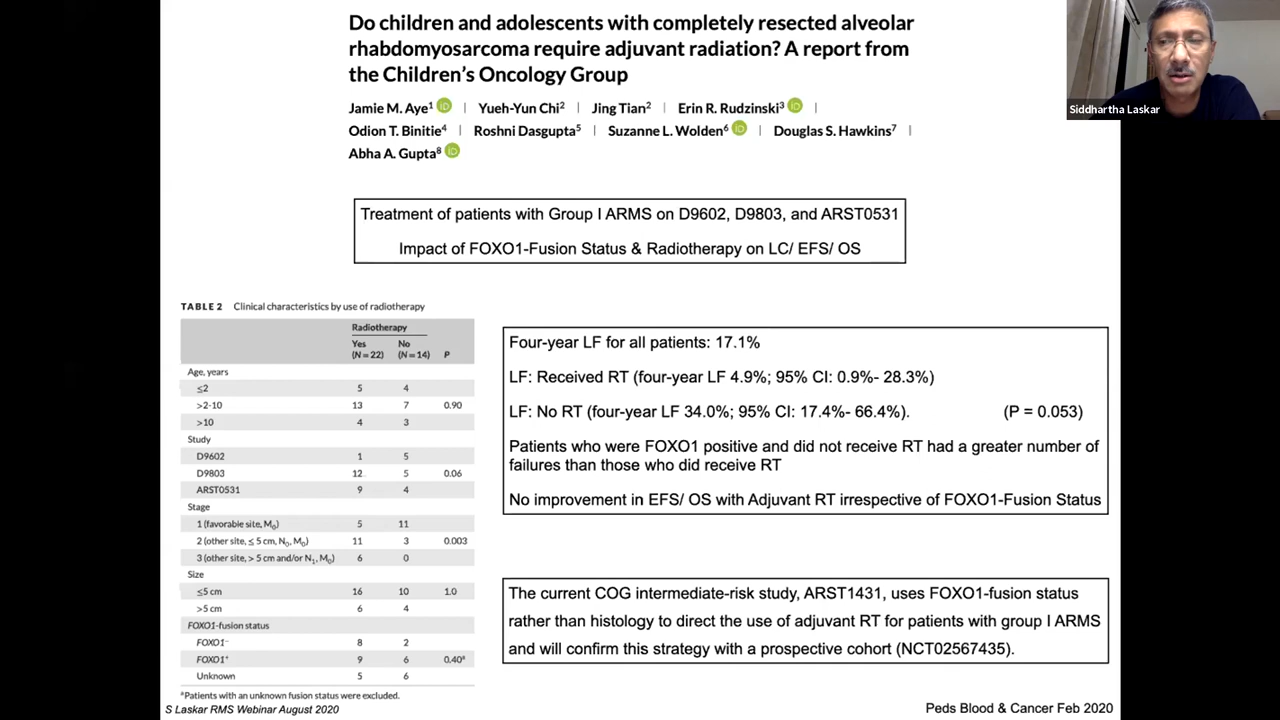 Do children and adolescents with completely resected alveolar
rhabdomyosarcoma require adjuvant radiation? A report from
the Children's Oncology Group
Jamie M. Aye1 iD | Yueh-Yun Chi2 | Jing Tian2 | Erin R. Rudzinski3 iD |
Odion T. Binitie4 | Roshni Dasgupta5 | Suzanne L. Wolden6 iD | Douglas S. Hawkins7 |
Abha A. Gupta8 iD
Siddhartha Laskar
Treatment of patients with Group I ARMS on D9602, D9803, and ARST0531
Impact of FOXO1-Fusion Status & Radiotherapy on LC/ EFS/ OS
TABLE 2 Clinical characteristics by use of radiotherapy
Radiotherapy
Yes No
(N = 22) (N = 14) P
Age, years
≤2 5 4
>2-10 13 7 0.90
>10 4 3
Study
D9602 1 5
D9803 12 5 0.06
ARST0531 9 4
Stage
1 (favorable site, M0) 5 11
2 (other site, ≤ 5 cm, N0, M0) 11 3 0.003
3 (other site, > 5 cm and/or N1, M0) 6 0
Size
≤5 cm 16 10 1.0
>5 cm 6 4
FOXO1-fusion status
FOXO1- 8 2
FOXO1+ 9 6 0.40a
Unknown 5 6
aPatients with an unknown fusion status were excluded.
Four-year LF for all patients: 17.1%
LF: Received RT (four-year LF 4.9%; 95% CI: 0.9%- 28.3%)
LF: No RT (four-year LF 34.0%; 95% CI: 17.4%- 66.4%). (P = 0.053)
Patients who were FOXO1 positive and did not receive RT had a greater number of
failures than those who did receive RT
No improvement in EFS/ OS with Adjuvant RT irrespective of FOXO1-Fusion Status
The current COG intermediate-risk study, ARST1431, uses FOXO1-fusion status
rather than histology to direct the use of adjuvant RT for patients with group I ARMS
and will confirm this strategy with a prospective cohort (NCT02567435).
S Laskar RMS Webinar August 2020
Peds Blood & Cancer Feb 2020